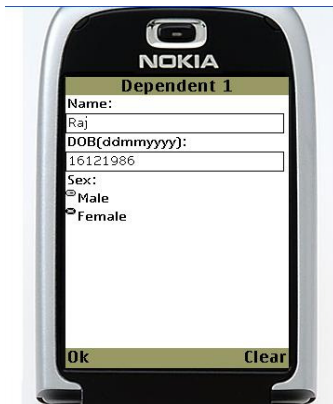 NOKIA
Dependent 1
Name:
Raj
DOB(ddmmyyyy):
16121986
Sex:
Male
Female
Ok Clear